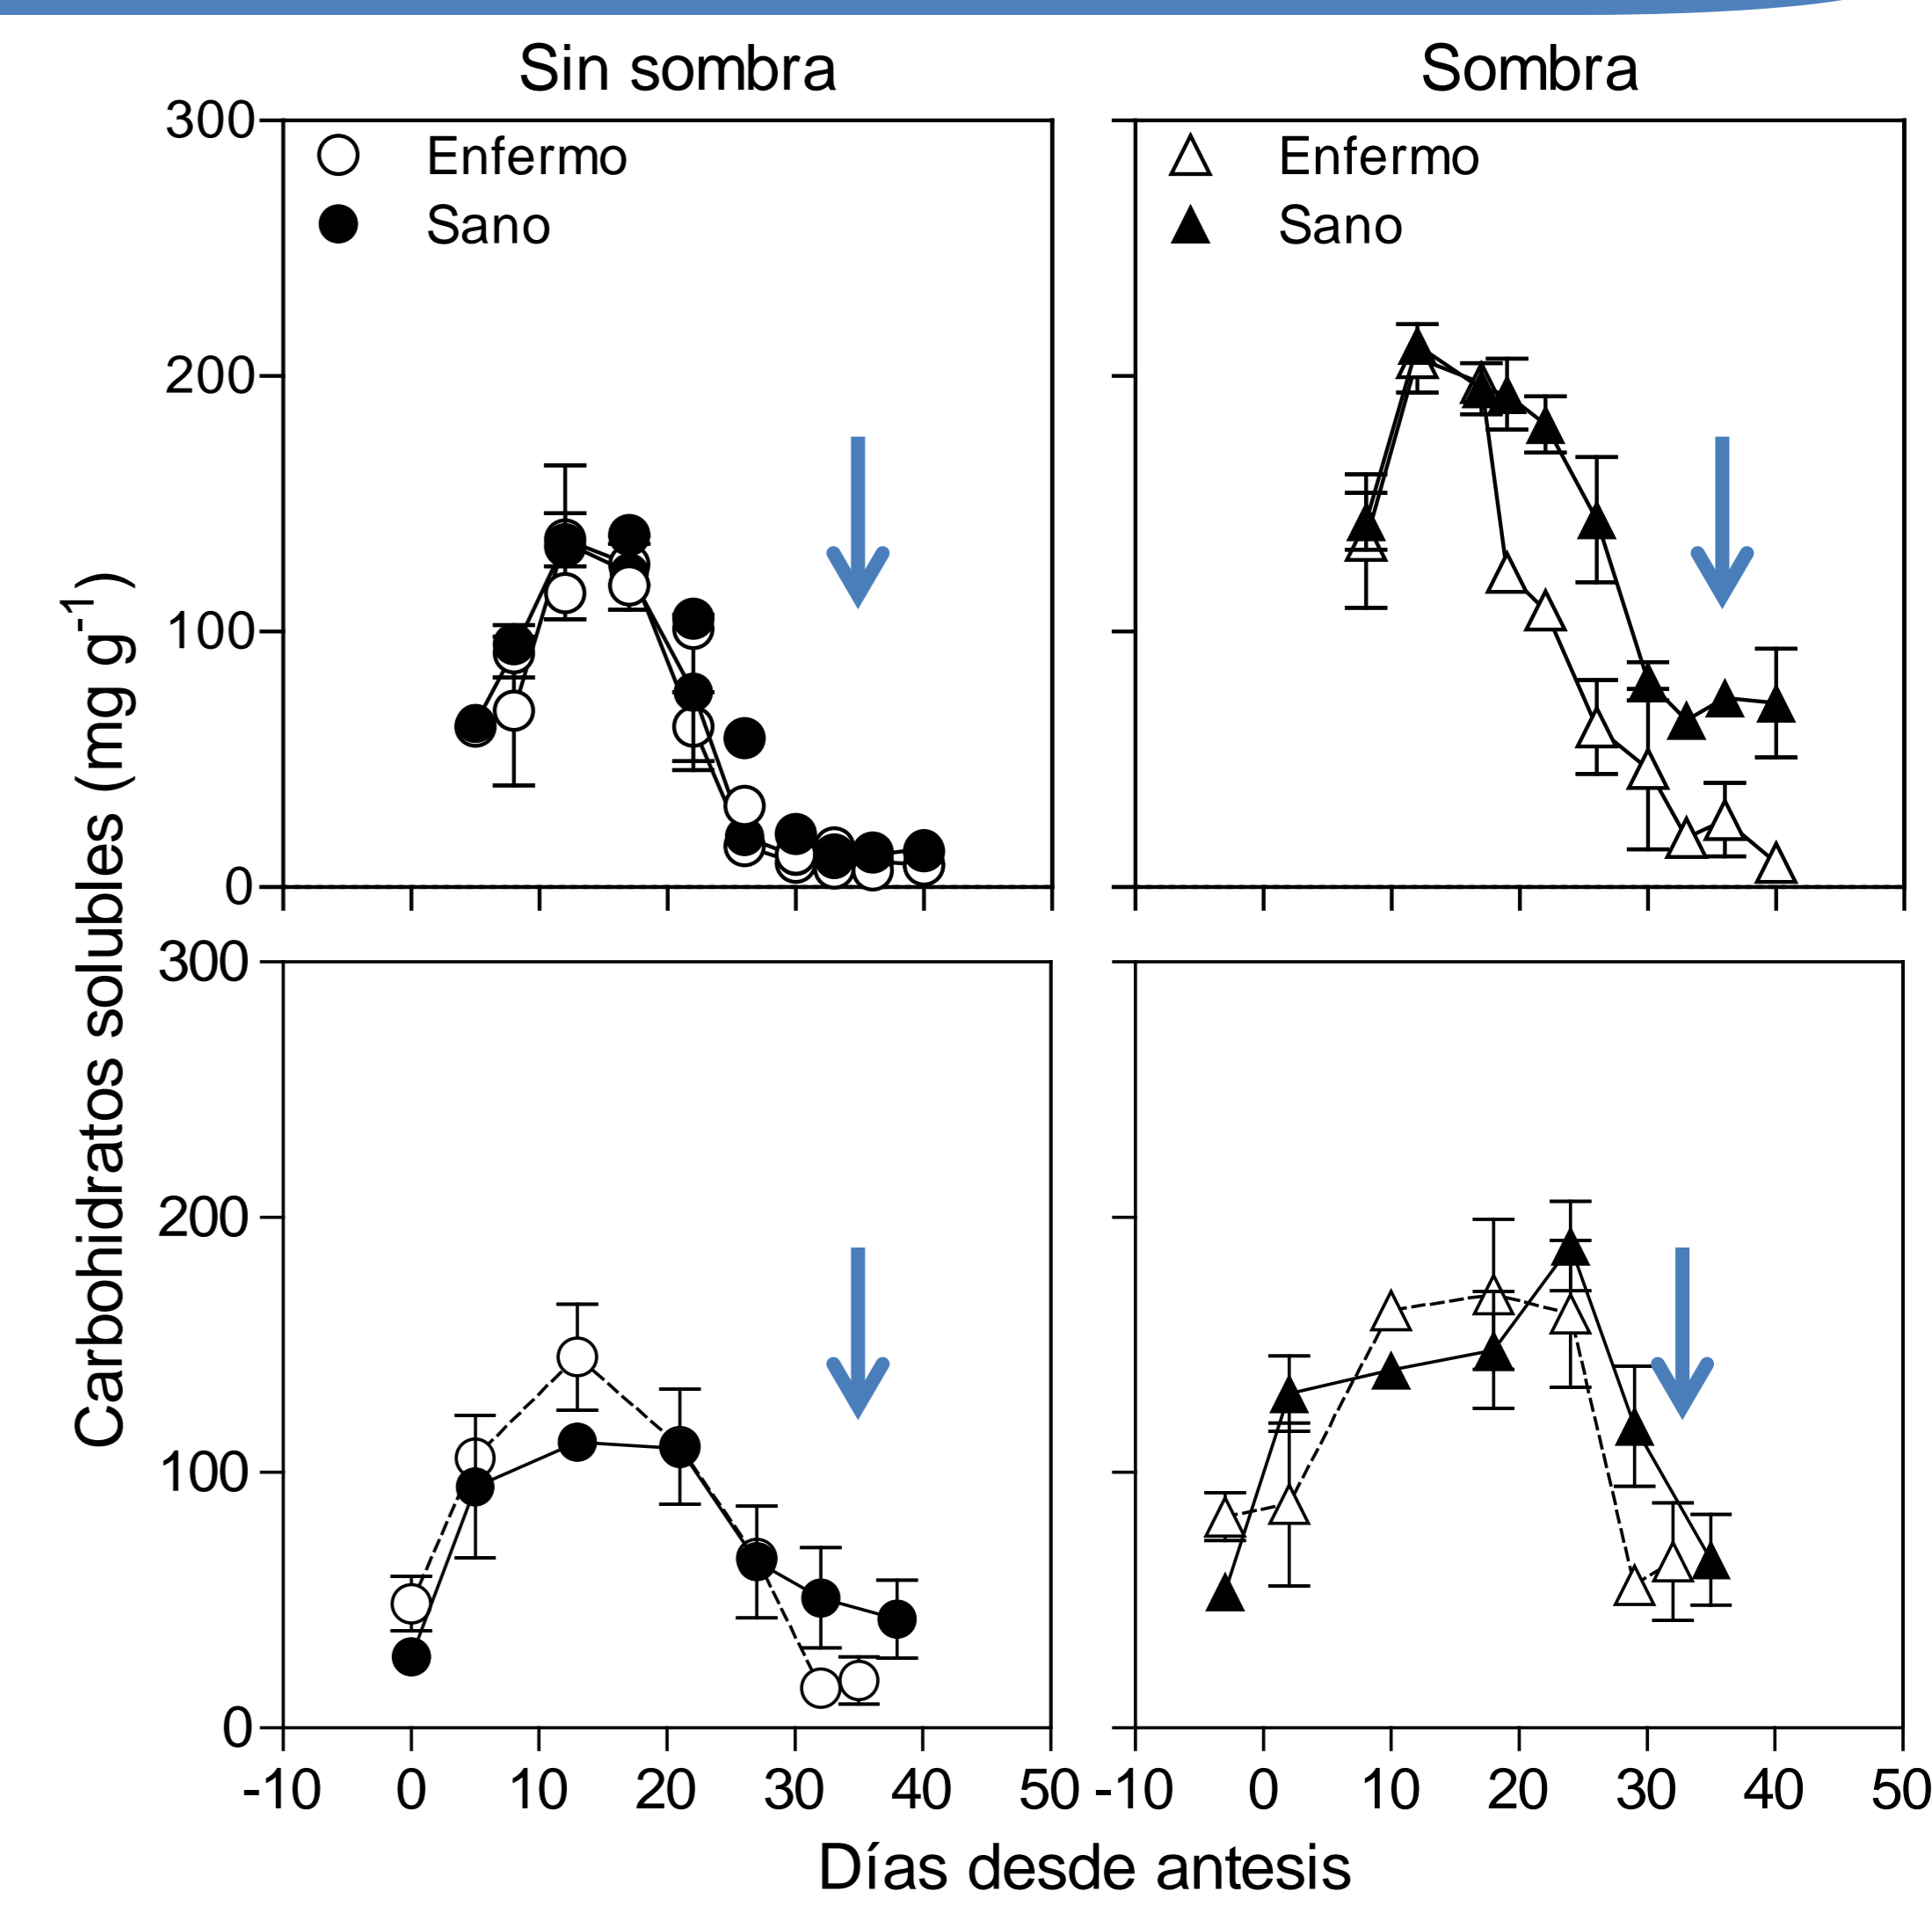 Sin sombra
Sombra
300
Enfermo
Sano
Enfermo
Sano
200
100
0
Carbohidratos solubles (mg g⁻¹)
300
200
100
0
-10 0 10 20 30 40 50
-10 0 10 20 30 40 50
Días desde antesis